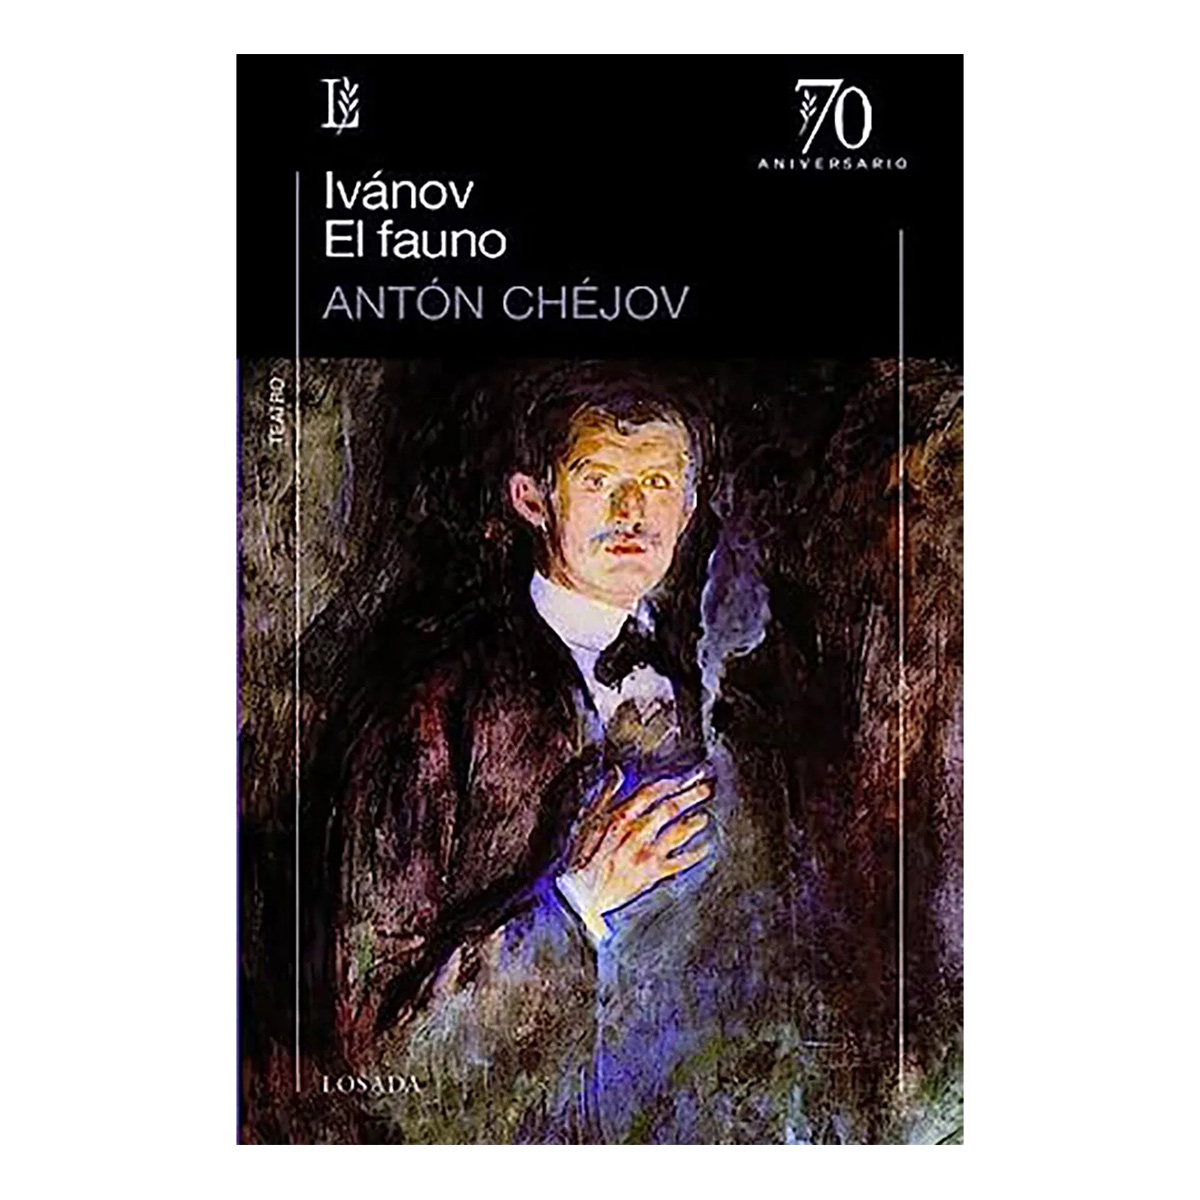 L
70
ANIVERSARIO
Ivánov
El fauno
ANTÓN CHÉJOV
TEATRO
LOSADA